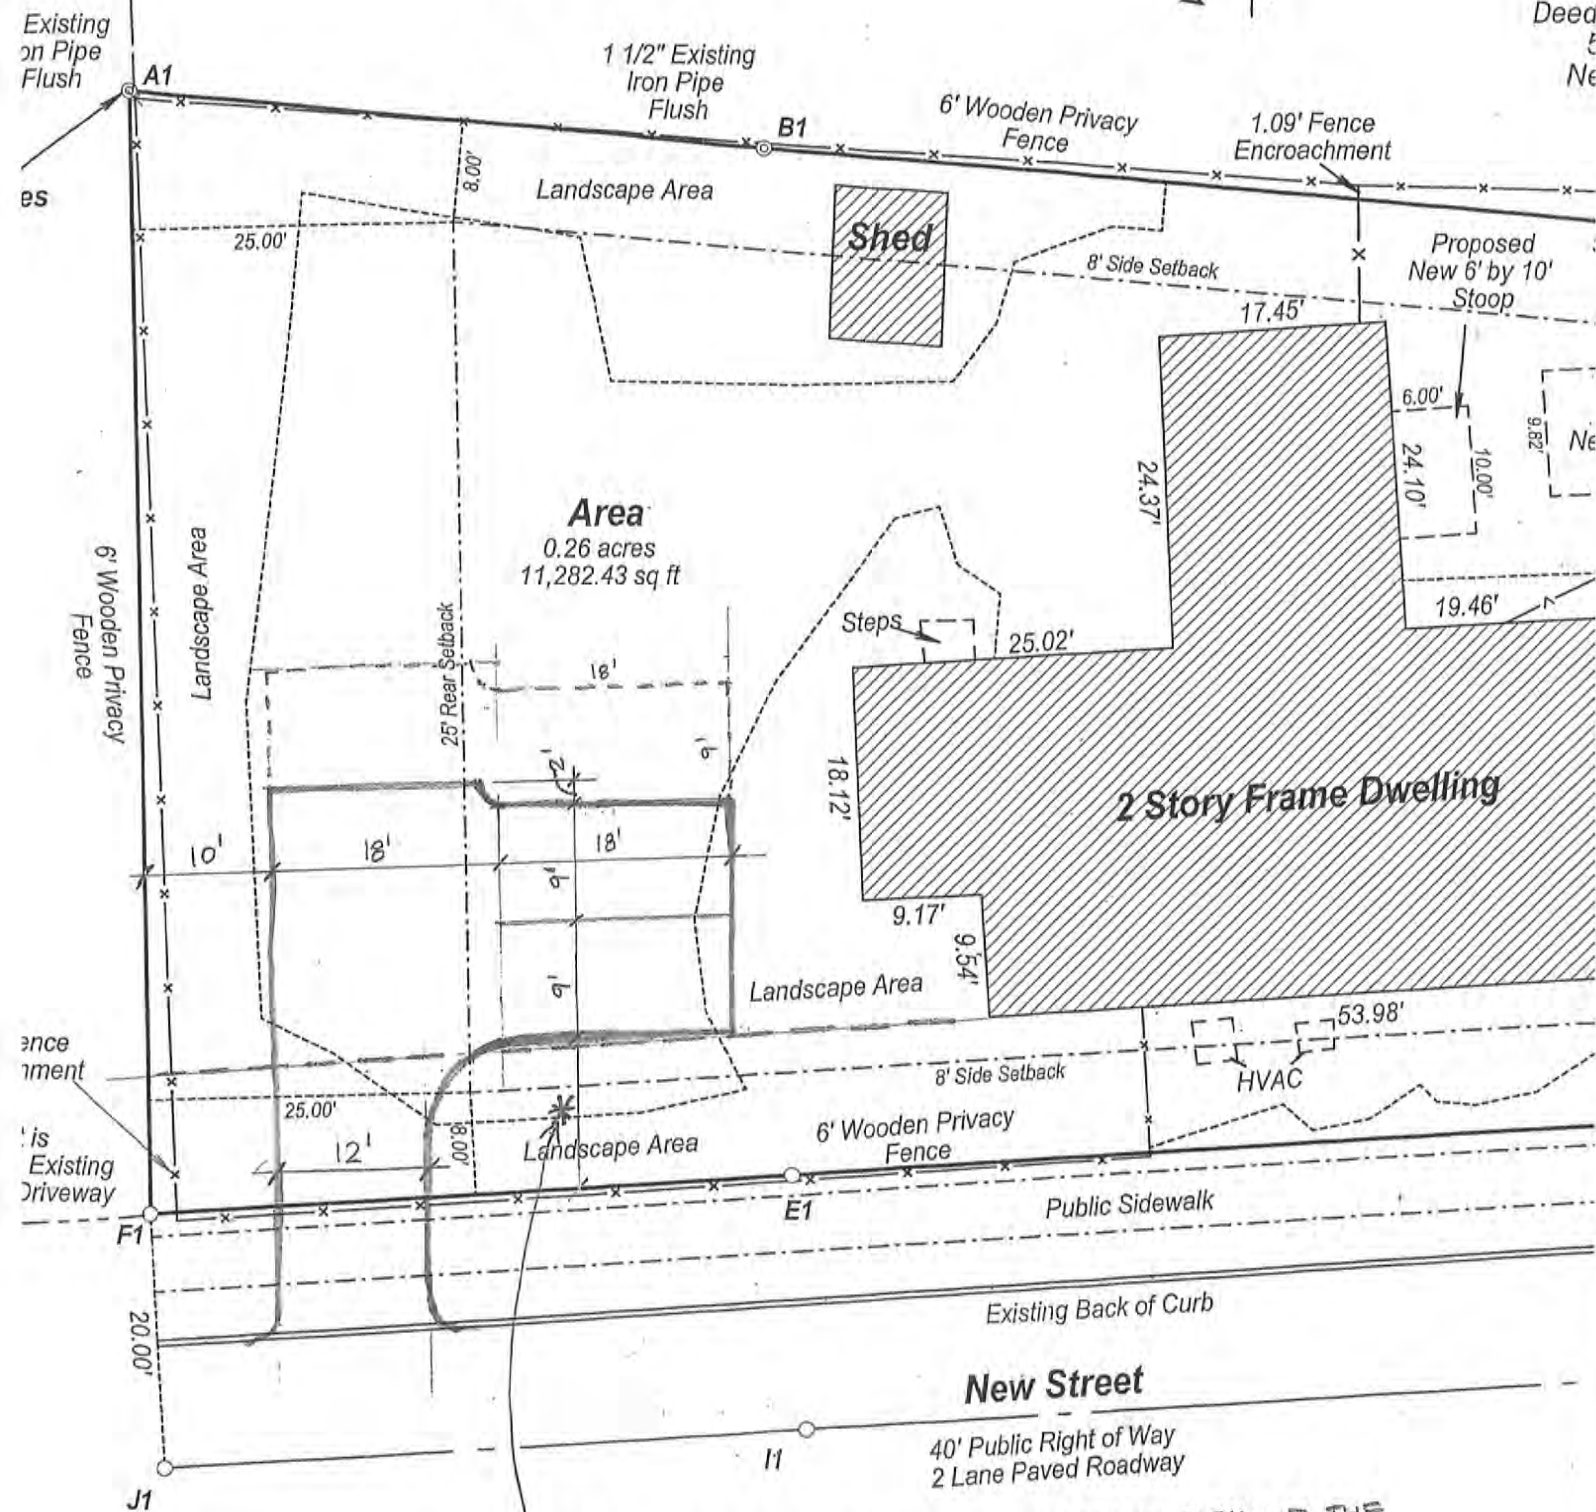 Existing
on Pipe
Flush
A1
1 1/2" Existing
Iron Pipe
Flush
B1
6' Wooden Privacy
Fence
1.09' Fence
Encroachment
Deed
Ne
es
8.00'
Landscape Area
25.00'
Shed
8' Side Setback
Proposed
New 6' by 10'
Stoop
17.45'
6.00'
24.10'
10.00'
9.82'
Ne
24.37'
19.46'
Area
0.26 acres
11,282.43 sq ft
6' Wooden Privacy
Fence
Landscape Area
25' Rear Setback
Steps
25.02'
18'
9'
2'
18.12'
2 Story Frame Dwelling
10'
18'
18'
9'
9'
9.17'
9.54'
Landscape Area
53.98'
HVAC
8' Side Setback
ence
nment
25.00'
12'
8.00'
Landscape Area
6' Wooden Privacy
Fence
' is
Existing
Driveway
F1
E1
Public Sidewalk
20.00'
Existing Back of Curb
New Street
40' Public Right of Way
2 Lane Paved Roadway
I1
J1
THE